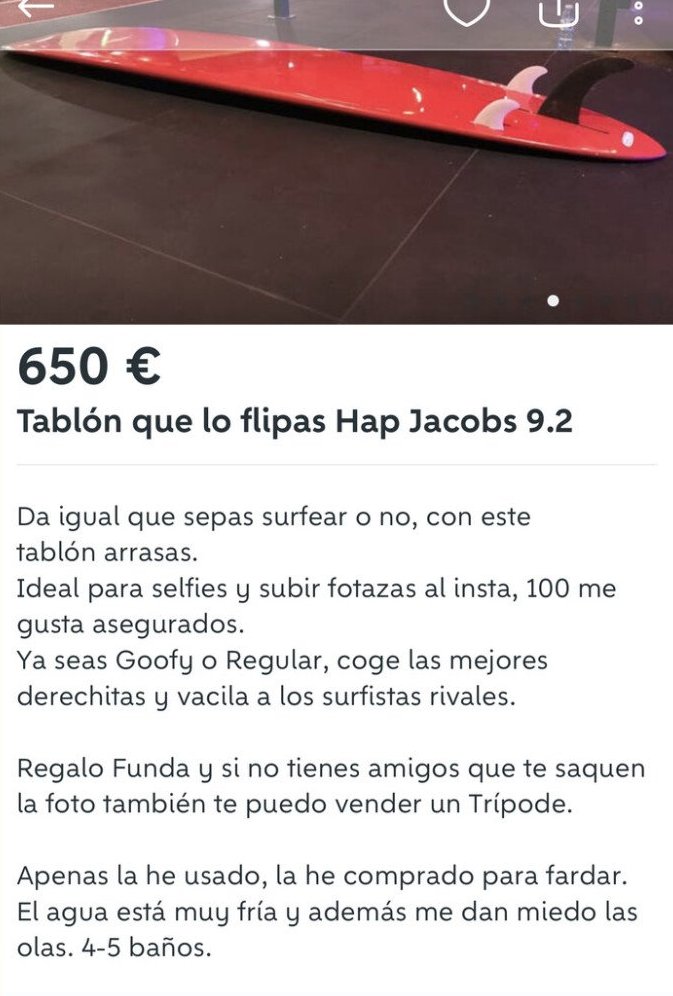 650 €
Tablón que lo flipas Hap Jacobs 9.2
Da igual que sepas surfear o no, con este
tablón arrasas.
Ideal para selfies y subir fotazas al insta, 100 me
gusta asegurados.
Ya seas Goofy o Regular, coge las mejores
derechitas y vacila a los surfistas rivales.
Regalo Funda y si no tienes amigos que te saquen
la foto también te puedo vender un Trípode.
Apenas la he usado, la he comprado para fardar.
El agua está muy fría y además me dan miedo las
olas. 4-5 baños.